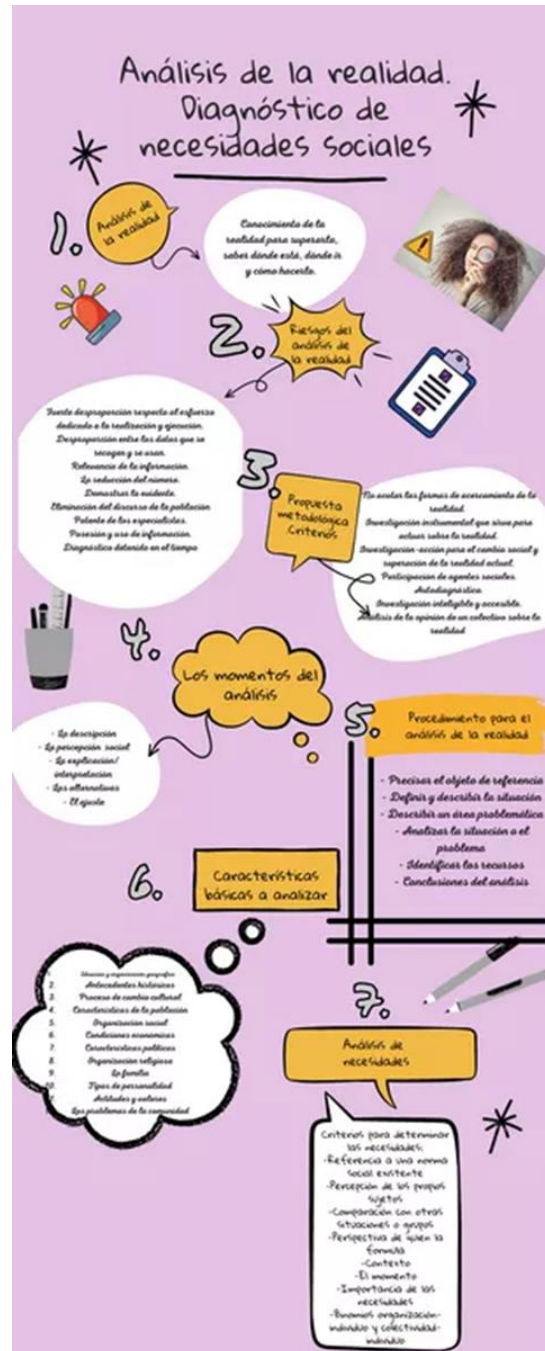 Análisis de la realidad.
Diagnóstico de
necesidades sociales
1.
Análisis de
la realidad
Conocimiento de la
realidad para superarla,
saber dónde está, dónde ir
y cómo hacerlo.
2.
Riesgos del
análisis de
la realidad
Fuerte desproporción respecto al esfuerzo
dedicado a la realización y ejecución.
Desproporción entre los datos que se
recogen y se usan.
Relevancia de la información.
La seducción del número.
Demostrar lo evidente.
Eliminación del discurso de la población
Patente de los especialistas.
Posesión y uso de información.
Diagnóstico detenido en el tiempo
3.
Propuesta
metodológica
Criterios
No acotar las formas de acercamiento de la
realidad.
Investigación instrumental que sirva para
actuar sobre la realidad.
Investigación-acción para el cambio social y
superación de la realidad actual.
Participación de agentes sociales.
Autodiagnóstico.
Investigación inteligible y accesible.
Análisis de la opinión de un colectivo sobre la
realidad
4.
Los momentos del
análisis
- La descripción
- La percepción social
- La explicación/
interpretación
- Las alternativas
- El ajuste
5.
Procedimiento para el
análisis de la realidad
- Precisar el objeto de referencia
- Definir y describir la situación
- Describir un área problemática
- Analizar la situación o el
problema
- Identificar los recursos
- Conclusiones del análisis
6.
Características
básicas a analizar
1. y organización geográfica
2. Antecedentes históricos
3. Proceso de cambio cultural
4. Características de la población
5. Organización social
6. Condiciones económicas
7. Características políticas
8. Organización religiosa
9. La familia
10. Tipos de personalidad
Actitudes y valores
Los problemas de la comunidad
7.
Análisis de
necesidades
Criterios para determinar
las necesidades:
-Referencia a una norma
social existente
-Percepción de los propios
sujetos
-Comparación con otras
situaciones o grupos
-Perspectiva de quien la
formula
-Contexto
-El momento
-Importancia de las
necesidades
-Binomios organización-
individuo y colectividad-
individuo